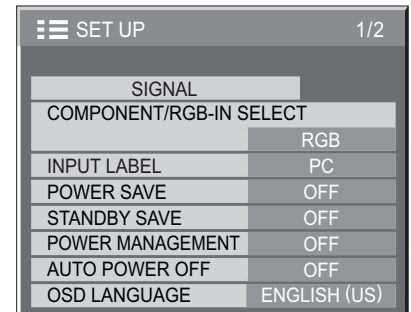 SET UP 1/2
SIGNAL
COMPONENT/RGB-IN SELECT
RGB
INPUT LABEL PC
POWER SAVE OFF
STANDBY SAVE OFF
POWER MANAGEMENT OFF
AUTO POWER OFF OFF
OSD LANGUAGE ENGLISH (US)